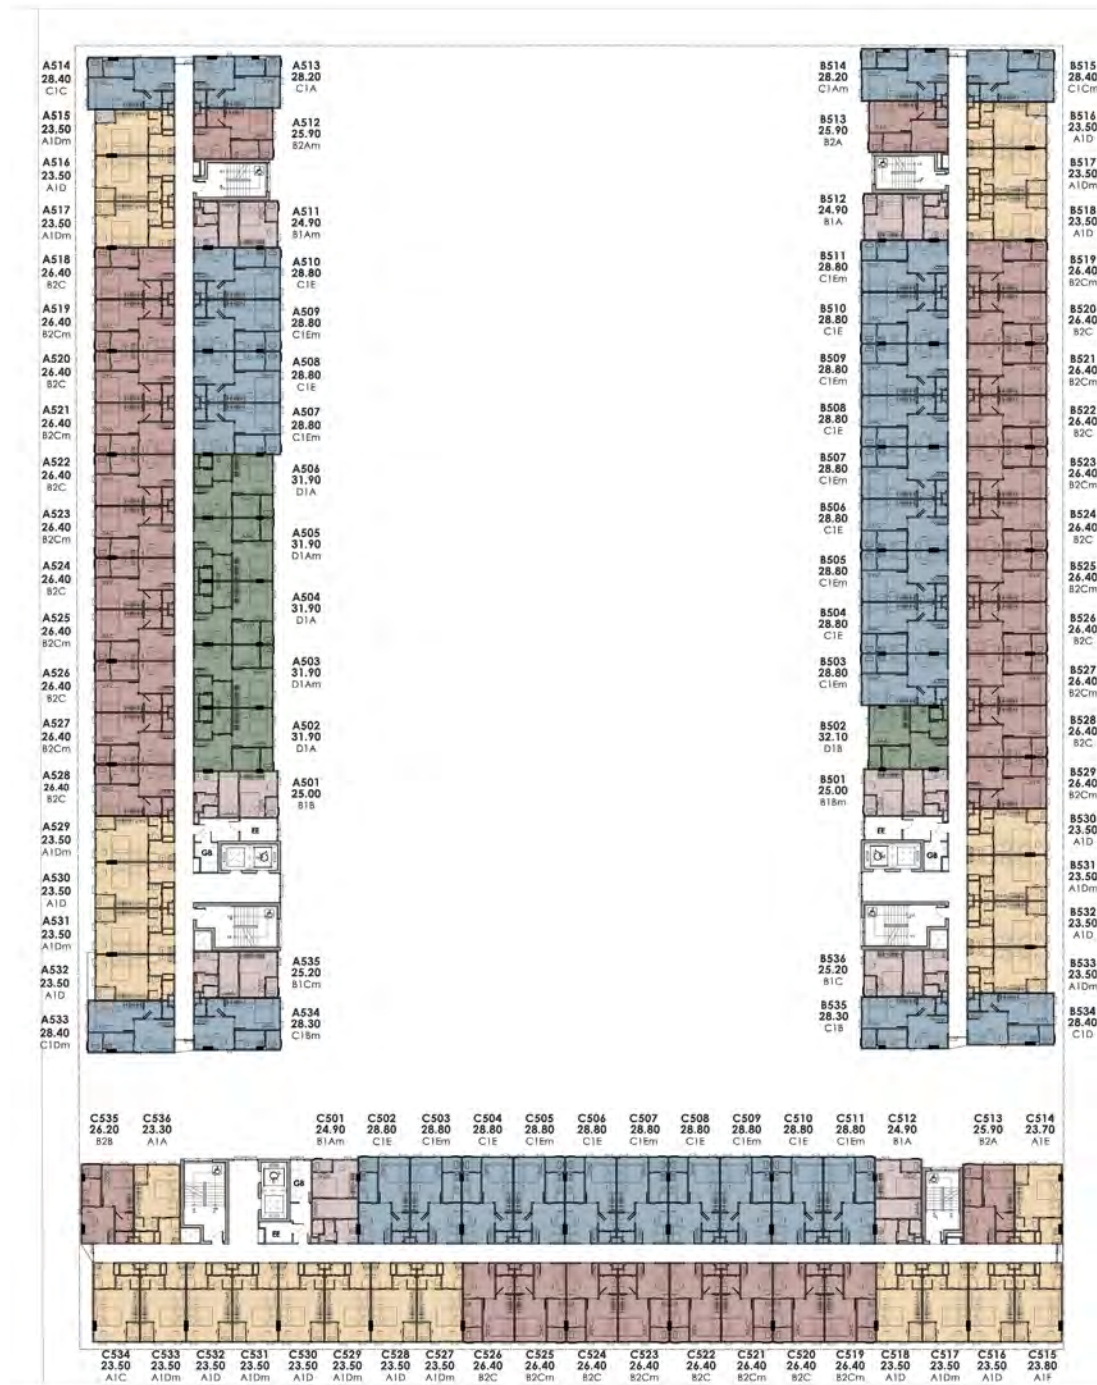 A514
28.40
C1C
A515
23.50
A1Dm
A516
23.50
A1D
A517
23.50
A1Dm
A518
26.40
B2C
A519
26.40
B2Cm
A520
26.40
B2C
A521
26.40
B2Cm
A522
26.40
B2C
A523
26.40
B2Cm
A524
26.40
B2C
A525
26.40
B2Cm
A526
26.40
B2C
A527
26.40
B2Cm
A528
26.40
B2C
A529
23.50
A1Dm
A530
23.50
A1D
A531
23.50
A1Dm
A532
23.50
A1D
A533
28.40
C1Dm
A513
28.20
C1A
A512
25.90
B2Am
A511
24.90
B1Am
A510
28.80
C1E
A509
28.80
C1Em
A508
28.80
C1E
A507
28.80
C1Em
A506
31.90
D1A
A505
31.90
D1Am
A504
31.90
D1A
A503
31.90
D1Am
A502
31.90
D1A
A501
25.00
B1B
EE
GB
A535
25.20
B1Cm
A534
28.30
C1Bm
B514
28.20
C1Am
B513
25.90
B2A
B512
24.90
B1A
B511
28.80
C1Em
B510
28.80
C1E
B509
28.80
C1Em
B508
28.80
C1E
B507
28.80
C1Em
B506
28.80
C1E
B505
28.80
C1Em
B504
28.80
C1E
B503
28.80
C1Em
B502
32.10
D1B
B501
25.00
B1Bm
EE
GB
B536
25.20
B1C
B535
28.30
C1B
B515
28.40
C1Cm
B516
23.50
A1D
B517
23.50
A1Dm
B518
23.50
A1D
B519
26.40
B2Cm
B520
26.40
B2C
B521
26.40
B2Cm
B522
26.40
B2C
B523
26.40
B2Cm
B524
26.40
B2C
B525
26.40
B2Cm
B526
26.40
B2C
B527
26.40
B2Cm
B528
26.40
B2C
B529
26.40
B2Cm
B530
23.50
A1D
B531
23.50
A1Dm
B532
23.50
A1D
B533
23.50
A1Dm
B534
28.40
C1D
C535 C536 C501 C502 C503 C504 C505 C506 C507 C508 C509 C510 C511 C512 C513 C514
26.20 23.30 24.90 28.80 28.80 28.80 28.80 28.80 28.80 28.80 28.80 28.80 28.80 24.90 25.90 23.70
B2B A1A B1Am C1E C1Em C1E C1Em C1E C1Em C1E C1Em C1E C1Em B1A B2A A1E
GB
EE
C534 C533 C532 C531 C530 C529 C528 C527 C526 C525 C524 C523 C522 C521 C520 C519 C518 C517 C516 C515
23.50 23.50 23.50 23.50 23.50 23.50 23.50 23.50 26.40 26.40 26.40 26.40 26.40 26.40 26.40 26.40 23.50 23.50 23.50 23.80
A1C A1Dm A1D A1Dm A1D A1Dm A1D A1Dm B2C B2Cm B2C B2Cm B2C B2Cm B2C B2Cm A1D A1Dm A1D A1F